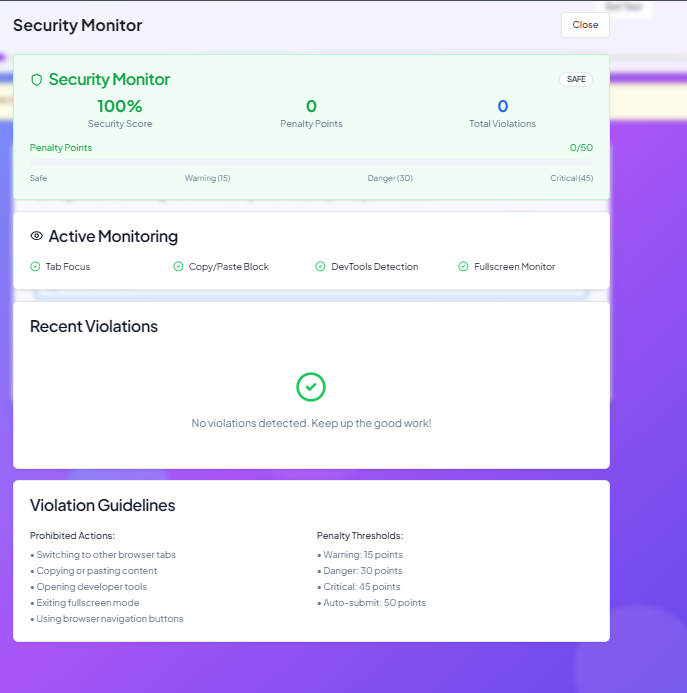 Security Monitor
Close
Security Monitor
SAFE
100%
0
0
Security Score
Penalty Points
Total Violations
Penalty Points
0/50
Safe
Warning (15)
Danger (30)
Critical (45)
Active Monitoring
Tab Focus
Copy/Paste Block
DevTools Detection
Fullscreen Monitor
Recent Violations
No violations detected. Keep up the good work!
Violation Guidelines
Prohibited Actions:
• Switching to other browser tabs
• Copying or pasting content
• Opening developer tools
• Exiting fullscreen mode
• Using browser navigation buttons
Penalty Thresholds:
• Warning: 15 points
• Danger: 30 points
• Critical: 45 points
• Auto-submit: 50 points